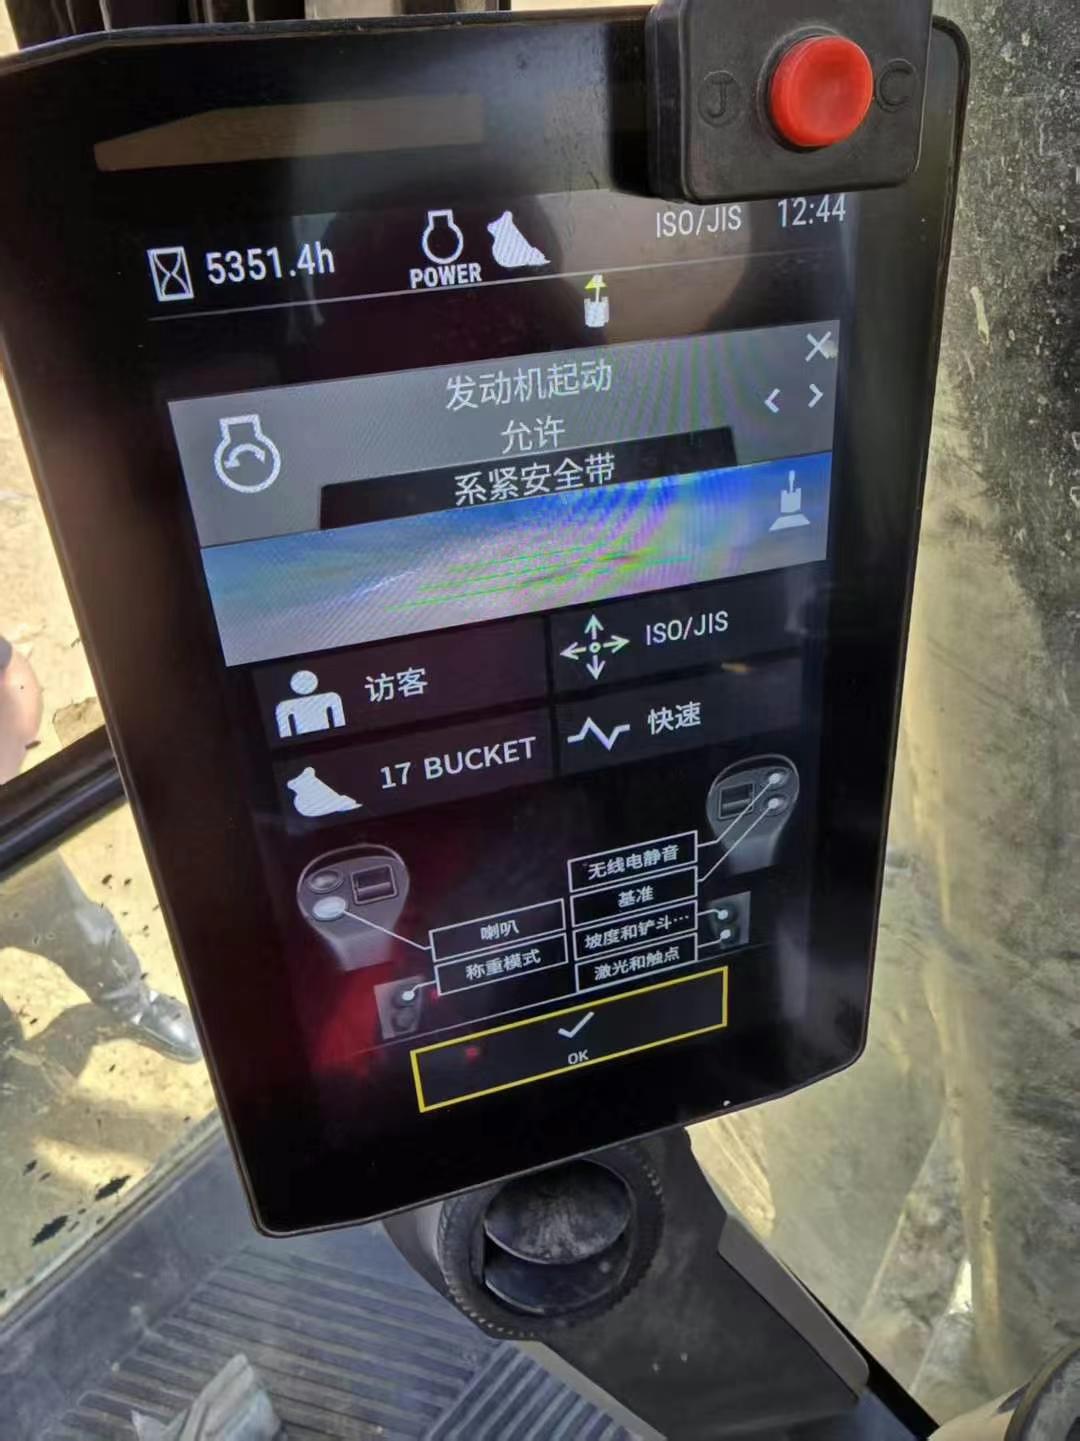 J C
5351.4h
POWER
ISO/JIS
12:44
发动机起动
允许
系紧安全带
访客
ISO/JIS
17 BUCKET
快速
无线电静音
基准
喇叭
坡度和铲斗…
称重模式
激光和触点
OK